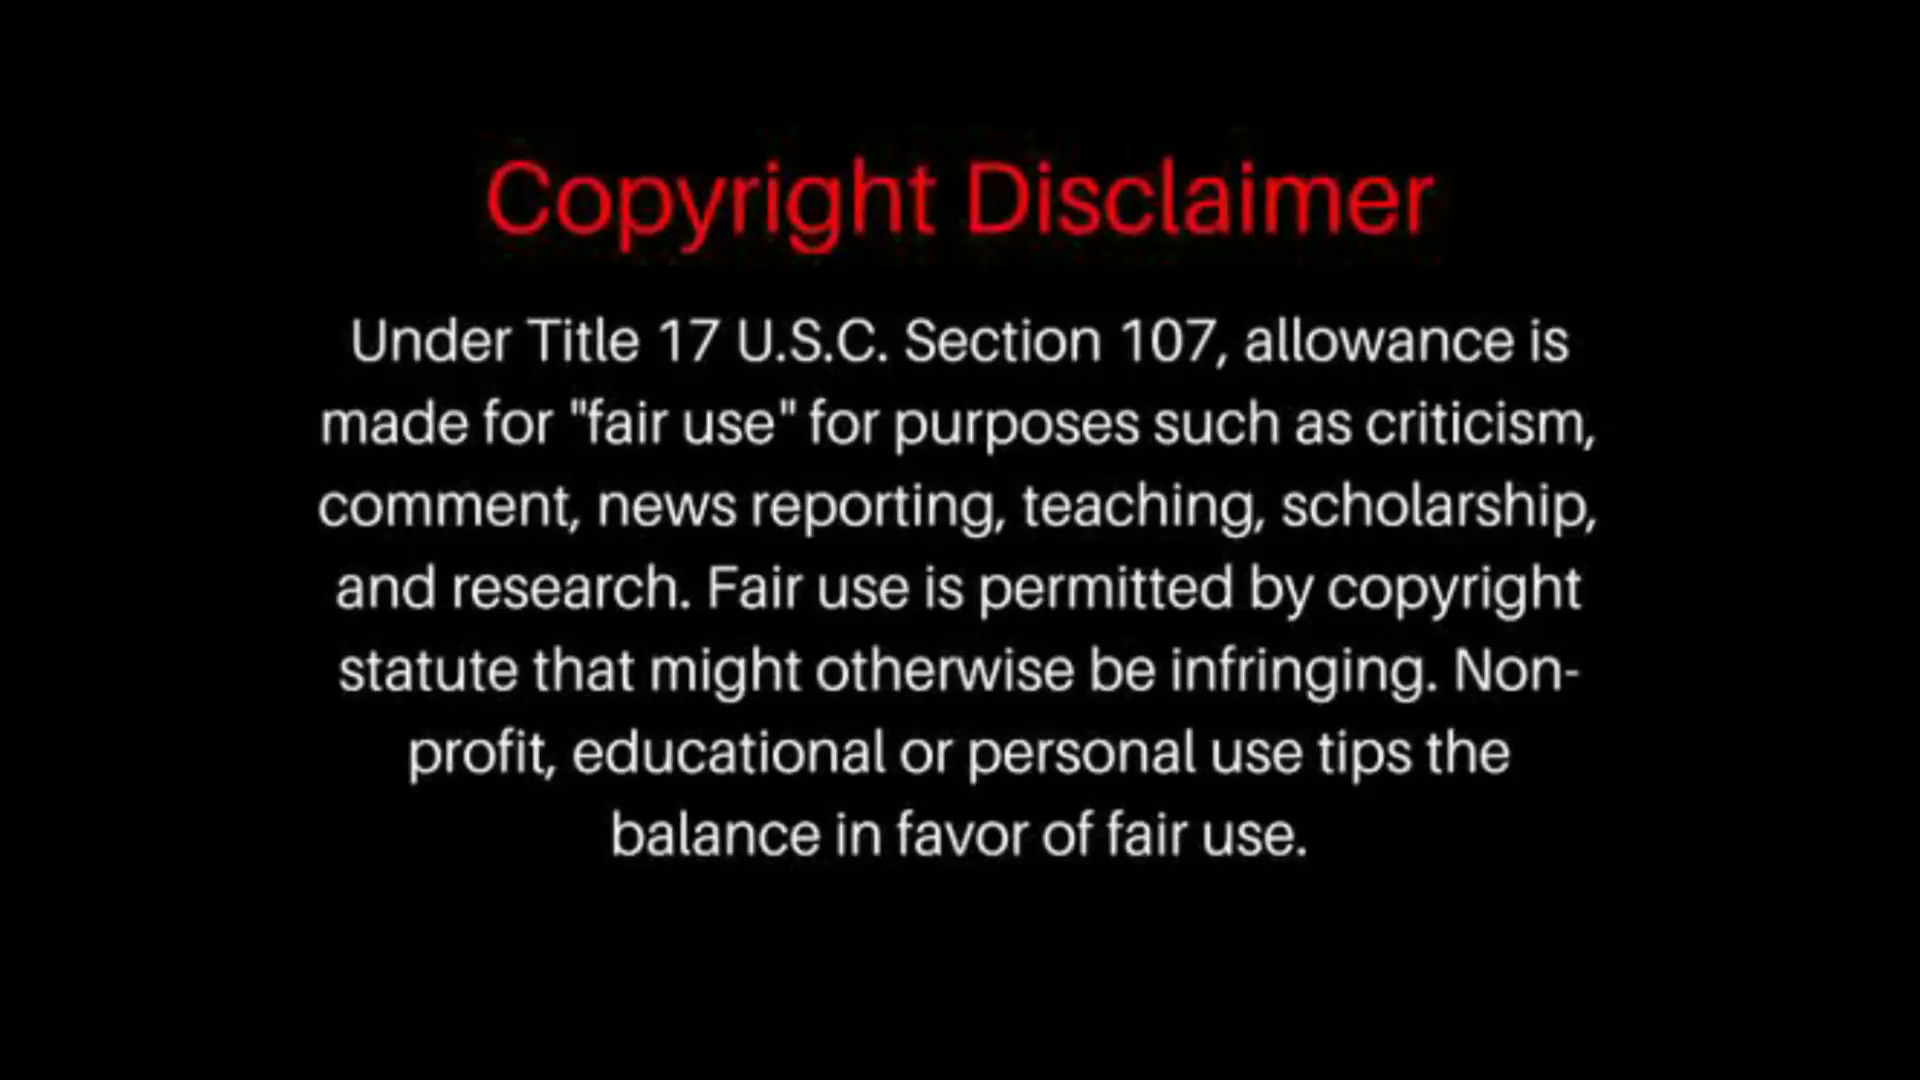 Copyright Disclaimer
Under Title 17 U.S.C. Section 107, allowance is
made for "fair use" for purposes such as criticism,
comment, news reporting, teaching, scholarship,
and research. Fair use is permitted by copyright
statute that might otherwise be infringing. Non-
profit, educational or personal use tips the
balance in favor of fair use.